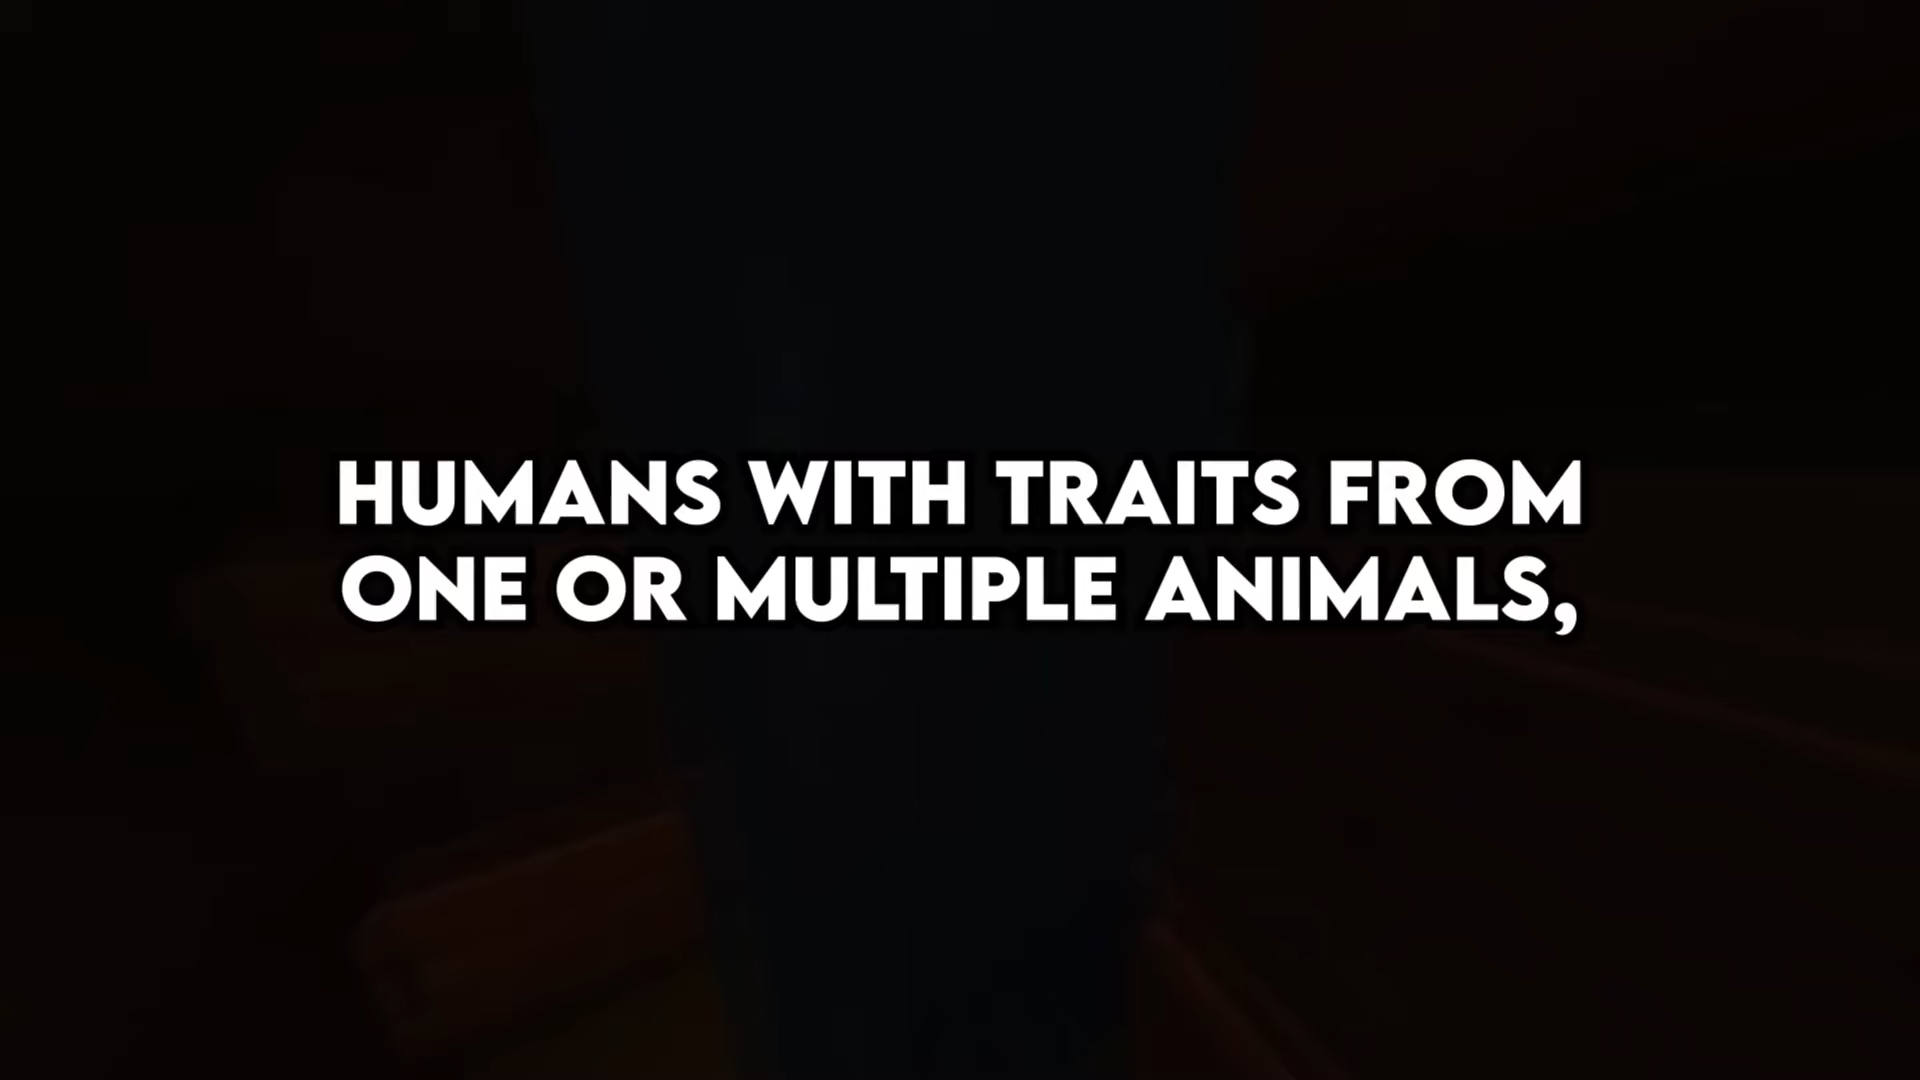 HUMANS WITH TRAITS FROM
ONE OR MULTIPLE ANIMALS,